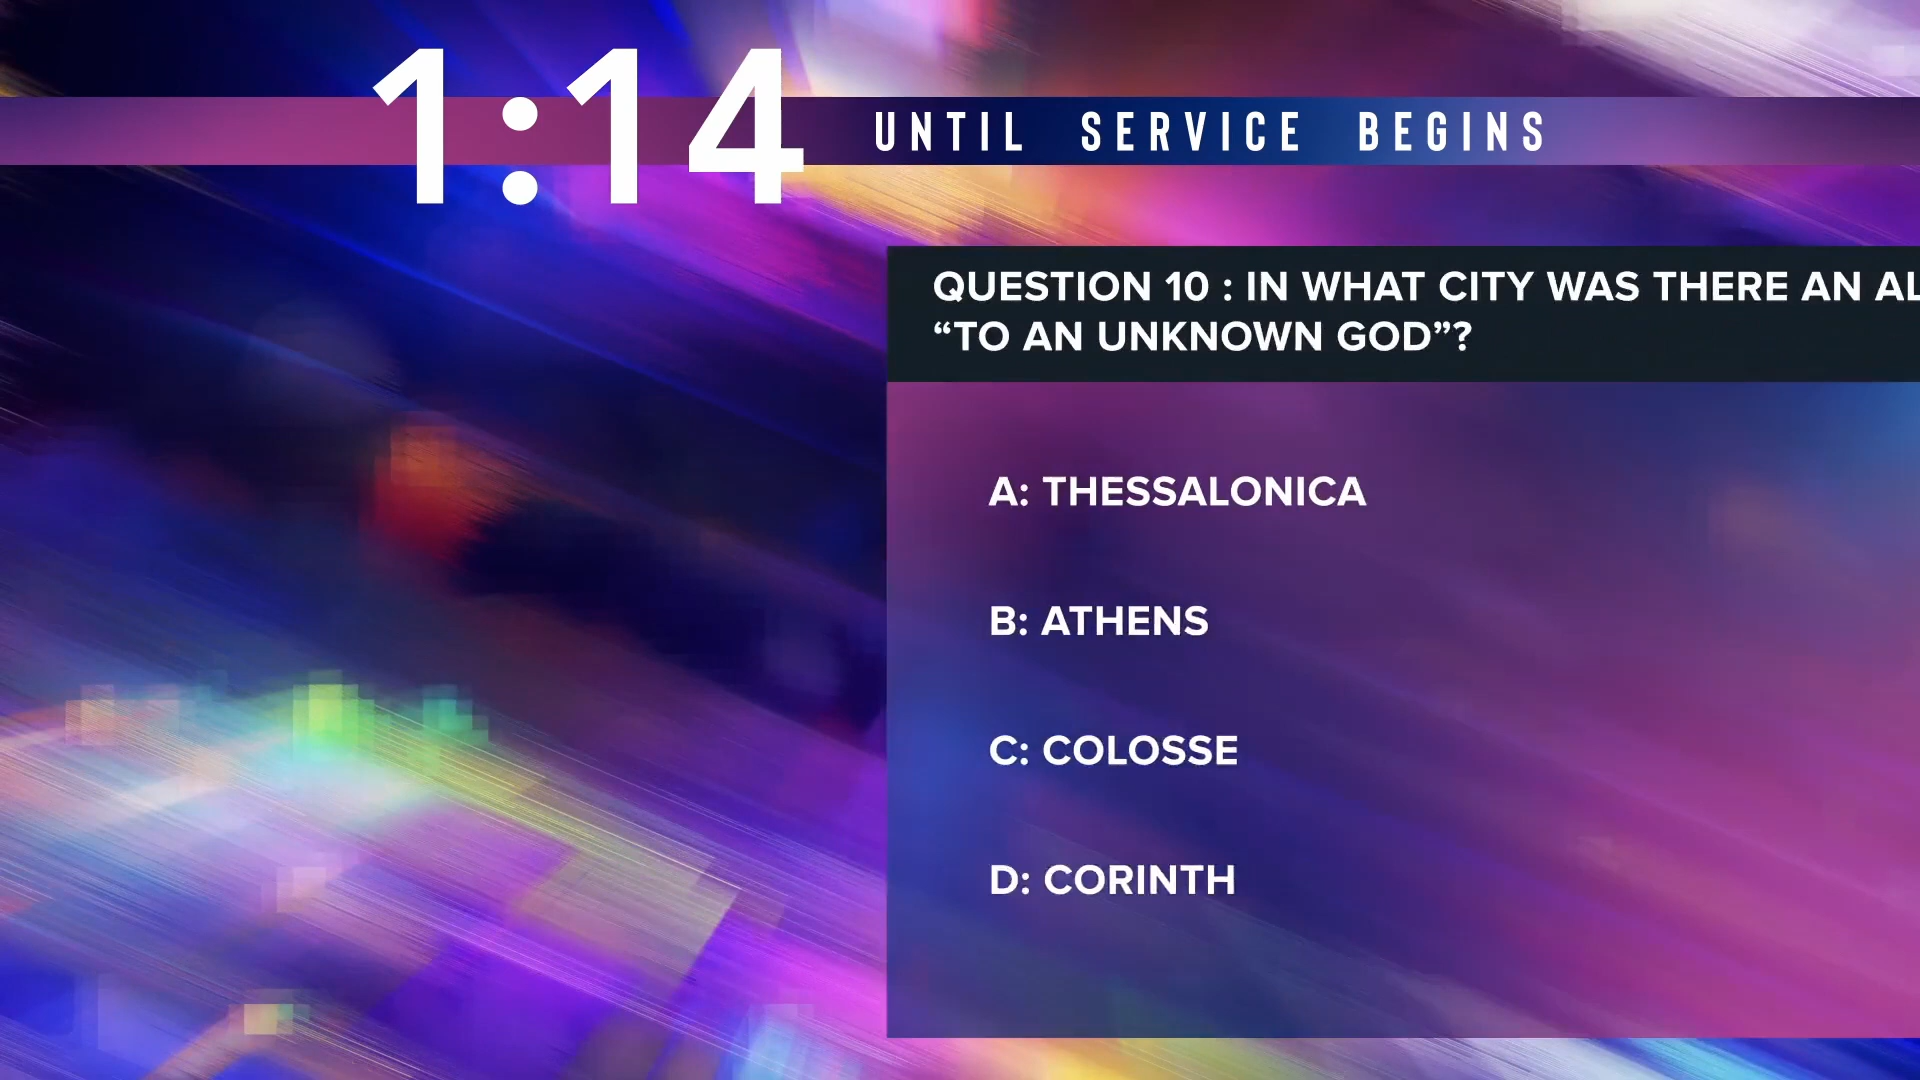 1:14
UNTIL SERVICE BEGINS
QUESTION 10 : IN WHAT CITY WAS THERE AN
“TO AN UNKNOWN GOD”?
A: THESSALONICA
B: ATHENS
C: COLOSSE
D: CORINTH